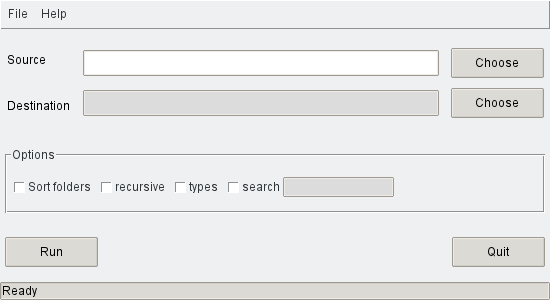 File Help
Source Choose
Destination Choose
Options
Sort folders recursive types search
Run Quit
Ready